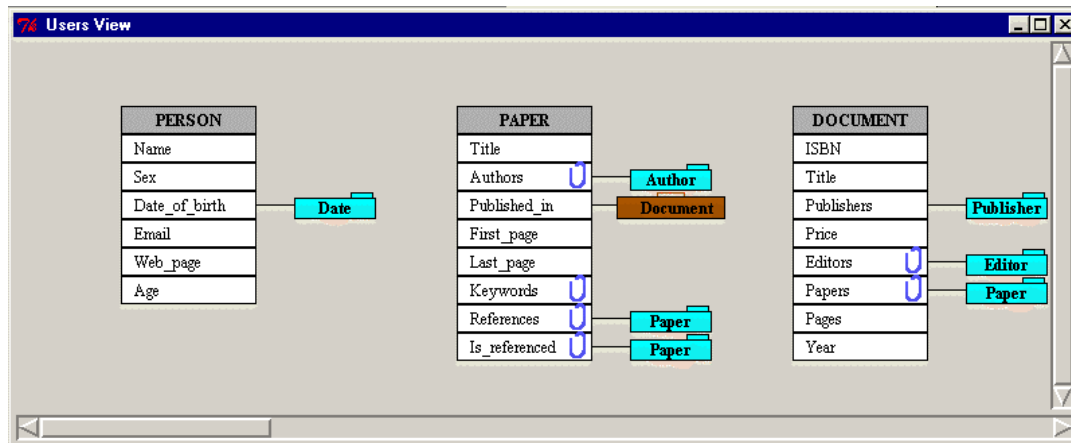 Users View
PERSON
Name
Sex
Date_of_birth
Date
Email
Web_page
Age
PAPER
Title
Authors
Author
Published_in
Document
First_page
Last_page
Keywords
References
Paper
Is_referenced
Paper
DOCUMENT
ISBN
Title
Publishers
Publisher
Price
Editors
Editor
Papers
Paper
Pages
Year